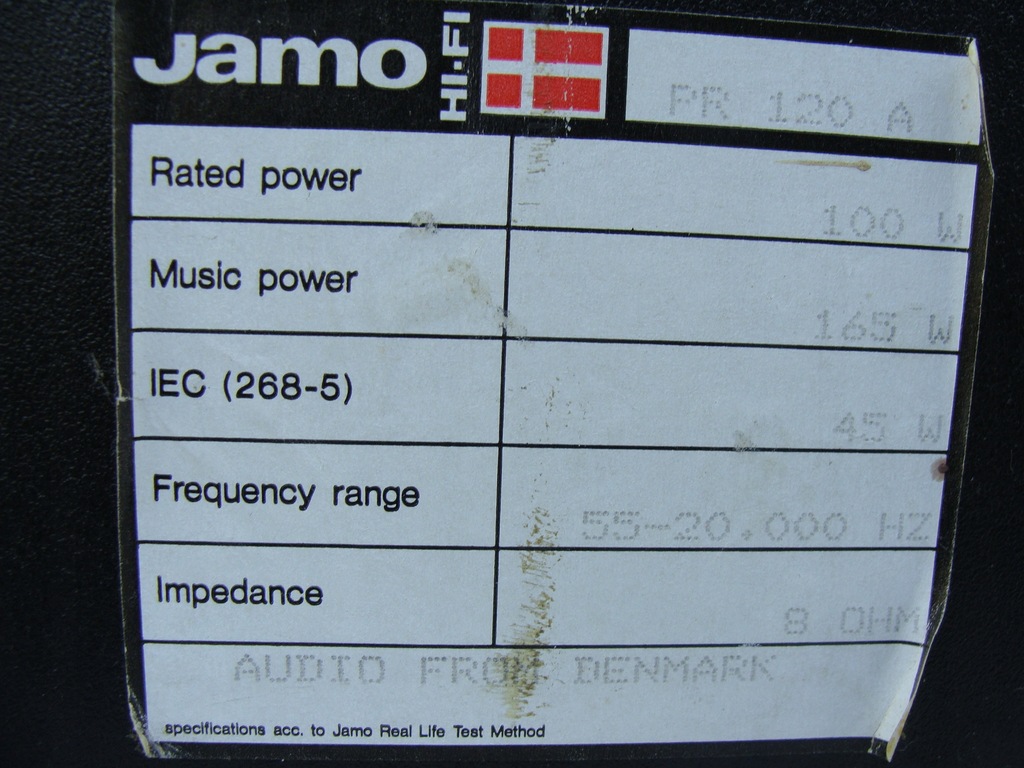 Jamo HI-FI PR 120 A
Rated power 100 W
Music power 165 W
IEC (268-5) 45 W
Frequency range 55-20.000 HZ
Impedance 8 OHM
AUDIO FROM DENMARK
specifications acc. to Jamo Real Life Test Method